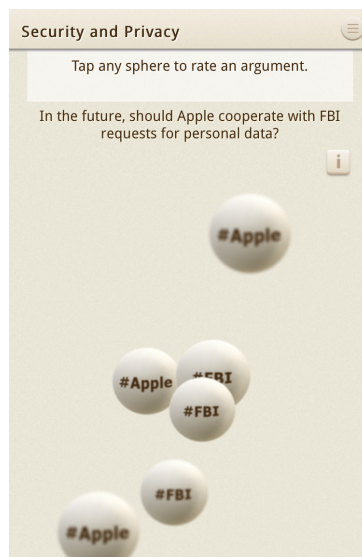 Security and Privacy
Tap any sphere to rate an argument.
In the future, should Apple cooperate with FBI
requests for personal data?
i
#Apple
#Apple
#FBI
#FBI
#FBI
#Apple